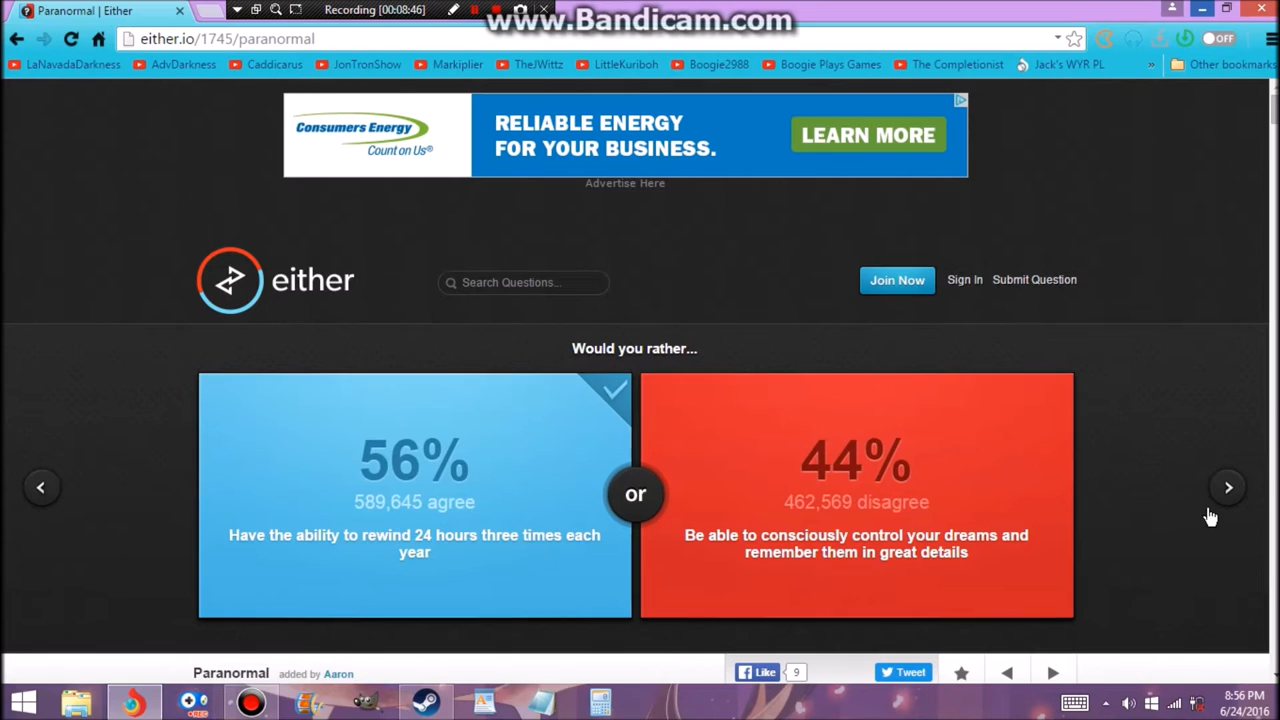 Paranormal | Either
Recording [00:08:46]
www.Bandicam.com
either.io/1745/paranormal
OFF
LaNavadaDarkness
AdvDarkness
Caddicarus
JonTronShow
Markiplier
TheJWittz
LittleKuriboh
Boogie2988
Boogie Plays Games
The Completionist
Jack's WYR PL
»
Other bookmarks
Consumers Energy
Count on Us®
RELIABLE ENERGY
FOR YOUR BUSINESS.
LEARN MORE
Advertise Here
either
Search Questions...
Join Now
Sign In
Submit Question
Would you rather...
56%
589,645 agree
Have the ability to rewind 24 hours three times each
year
or
44%
462,569 disagree
Be able to consciously control your dreams and
remember them in great details
Paranormal added by Aaron
Like
9
Tweet
REC
8:56 PM
6/24/2016